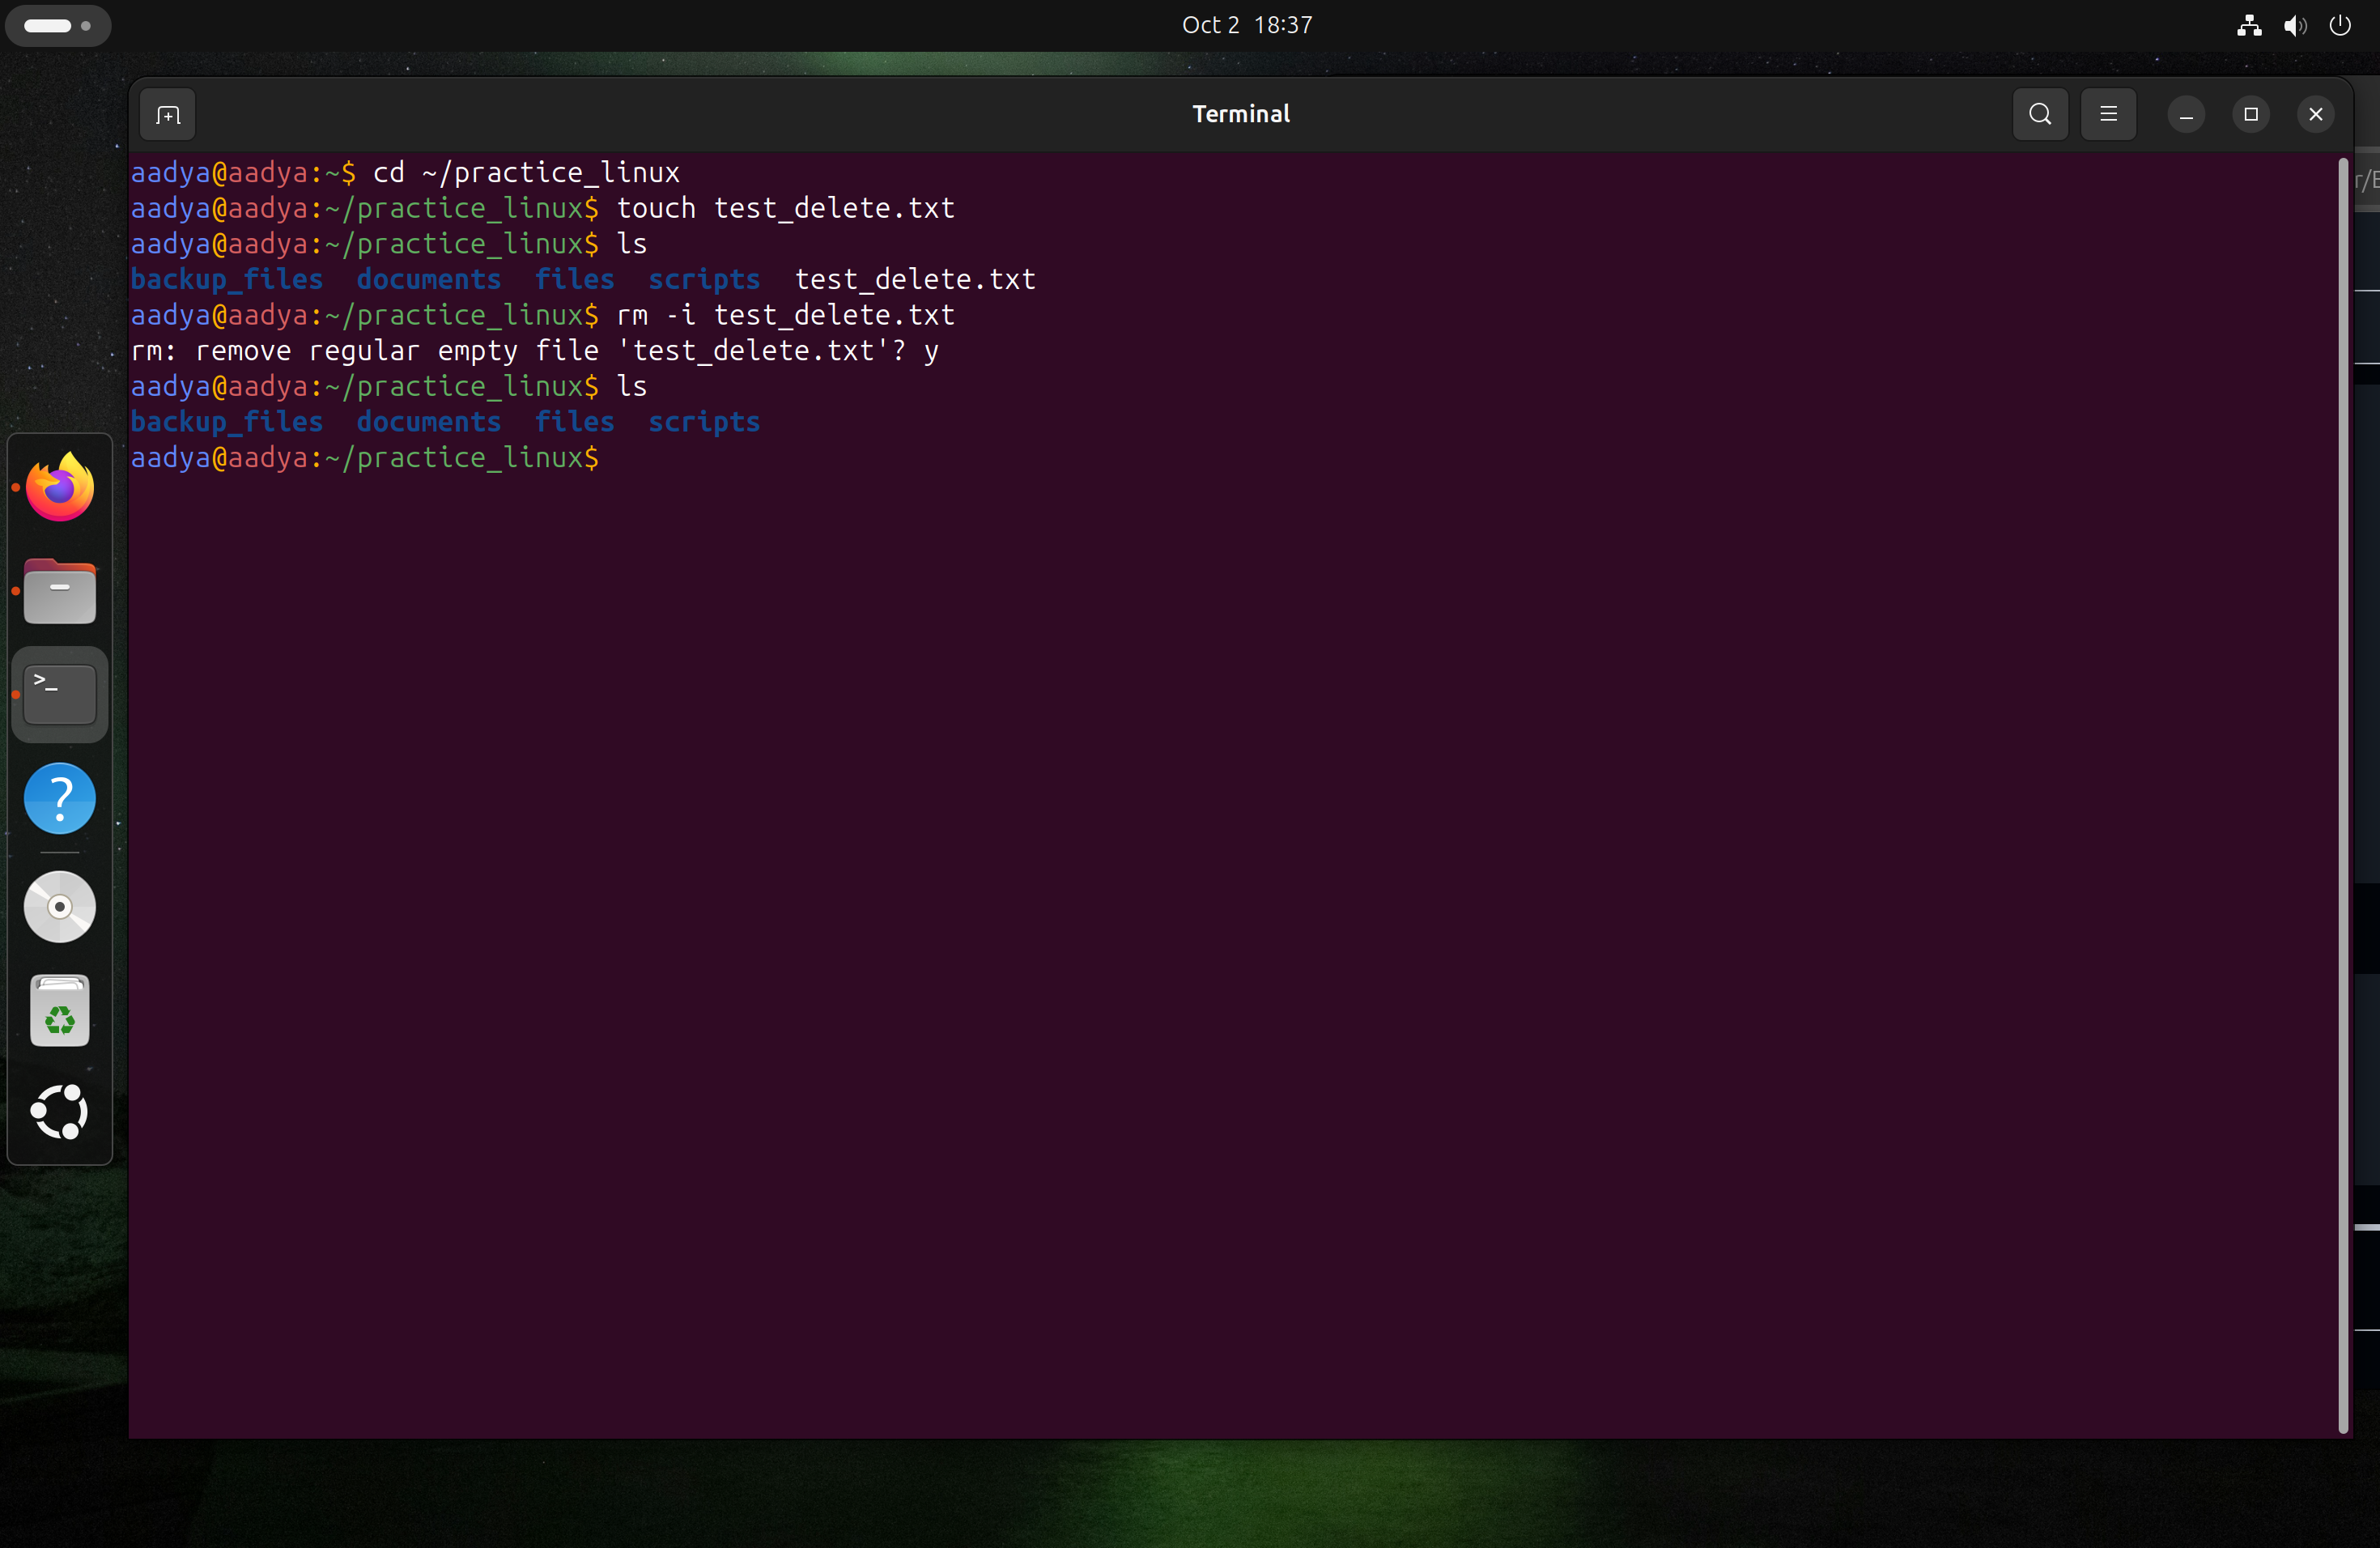 Oct 2 18:37
Terminal
aadya@aadya:~$ cd ~/practice_linux
aadya@aadya:~/practice_linux$ touch test_delete.txt
aadya@aadya:~/practice_linux$ ls
backup_files documents files scripts test_delete.txt
aadya@aadya:~/practice_linux$ rm -i test_delete.txt
rm: remove regular empty file 'test_delete.txt'? y
aadya@aadya:~/practice_linux$ ls
backup_files documents files scripts
aadya@aadya:~/practice_linux$